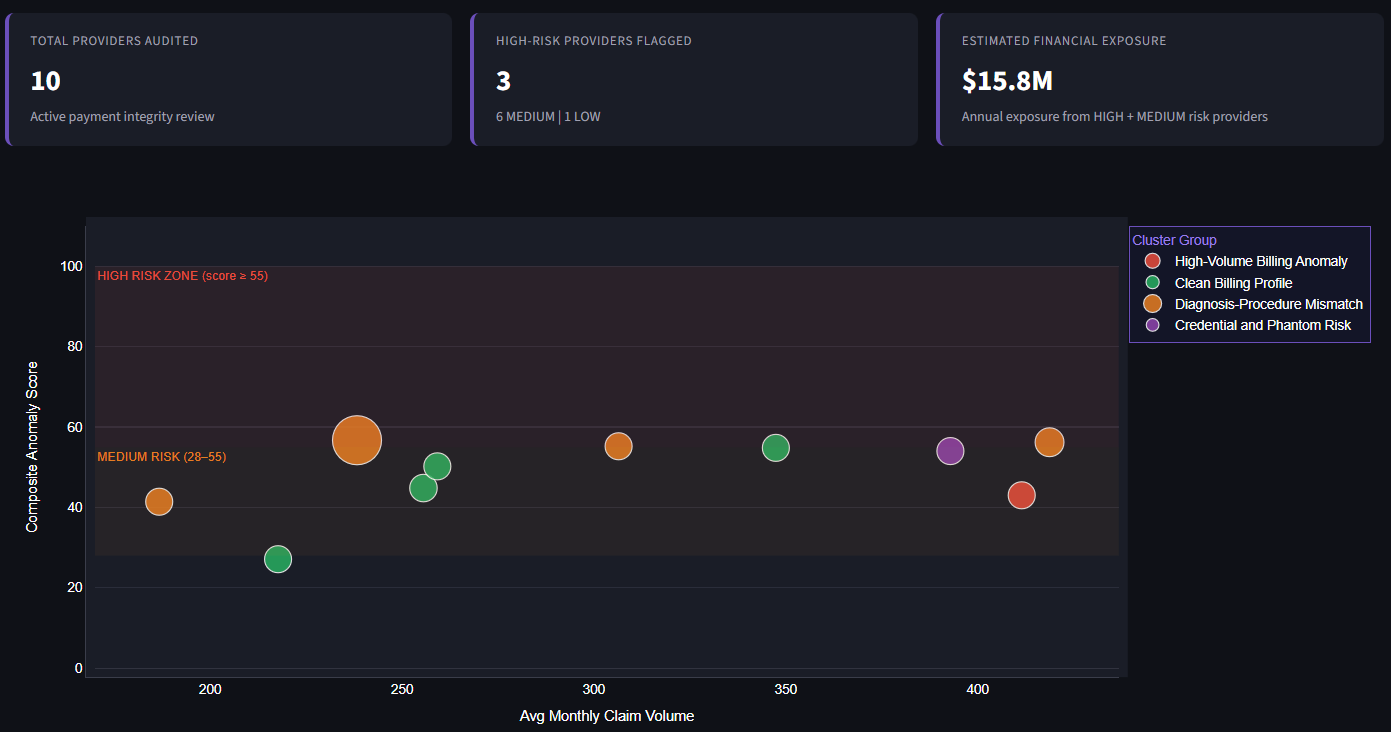 TOTAL PROVIDERS AUDITED
10
Active payment integrity review
HIGH-RISK PROVIDERS FLAGGED
3
6 MEDIUM | 1 LOW
ESTIMATED FINANCIAL EXPOSURE
$15.8M
Annual exposure from HIGH + MEDIUM risk providers
Composite Anomaly Score
100
80
60
40
20
0
HIGH RISK ZONE (score ≥ 55)
MEDIUM RISK (28–55)
200
250
300
350
400
Avg Monthly Claim Volume
Cluster Group
High-Volume Billing Anomaly
Clean Billing Profile
Diagnosis-Procedure Mismatch
Credential and Phantom Risk